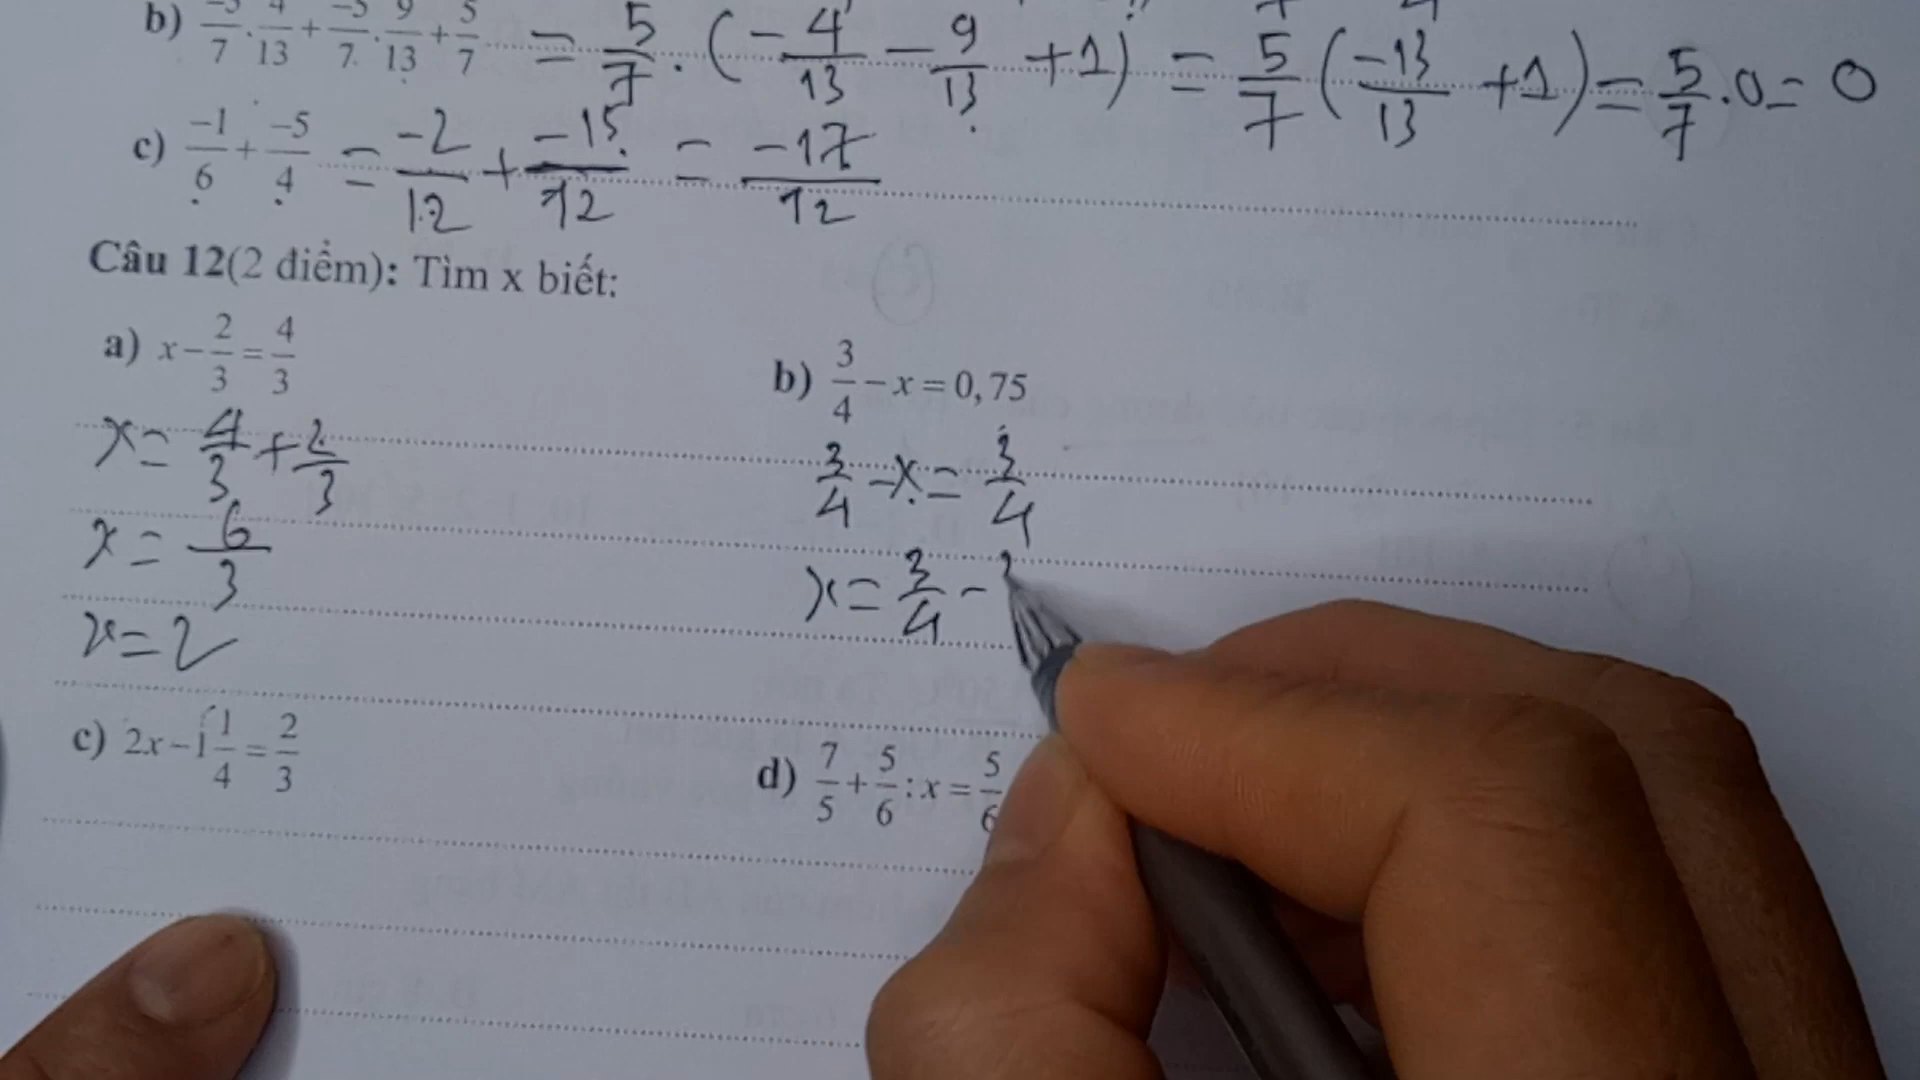 b) -5/7 . 4/13 + -5/7 . 9/13 + 5/7 = 5/7 . (-4/13 - 9/13 + 1) = 5/7 (-13/13 + 1) = 5/7 . 0 = 0
c) -1/6 + -5/4 = -2/12 + -15/12 = -17/12
Câu 12(2 điểm): Tìm x biết:
a) x - 2/3 = 4/3
x = 4/3 + 2/3
x = 6/3
x = 2
b) 3/4 - x = 0,75
3/4 - x = 3/4
x = 3/4 -
c) 2x - 1 1/4 = 2/3
d) 7/5 + 5/6 : x = 5/6